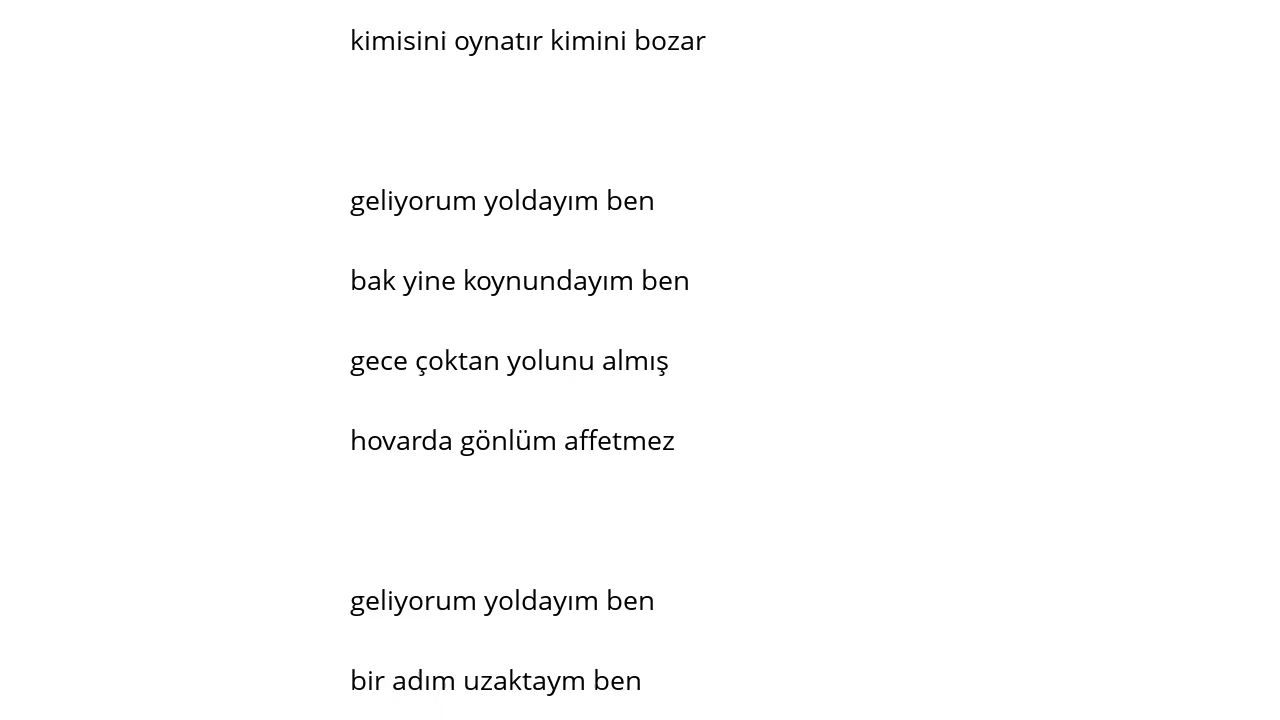 kimisini oynatır kimini bozar
geliyorum yoldayım ben
bak yine koynundayım ben
gece çoktan yolunu almış
hovarda gönlüm affetmez
geliyorum yoldayım ben
bir adım uzaktaym ben